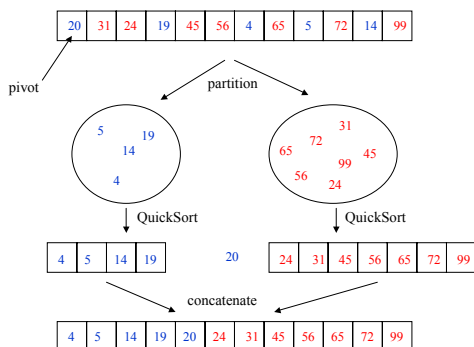 20 31 24 19 45 56 4 65 5 72 14 99
pivot
partition
5 19 14 4
31 72 65 45 99 56 24
QuickSort QuickSort
4 5 14 19 20 24 31 45 56 65 72 99
concatenate
4 5 14 19 20 24 31 45 56 65 72 99